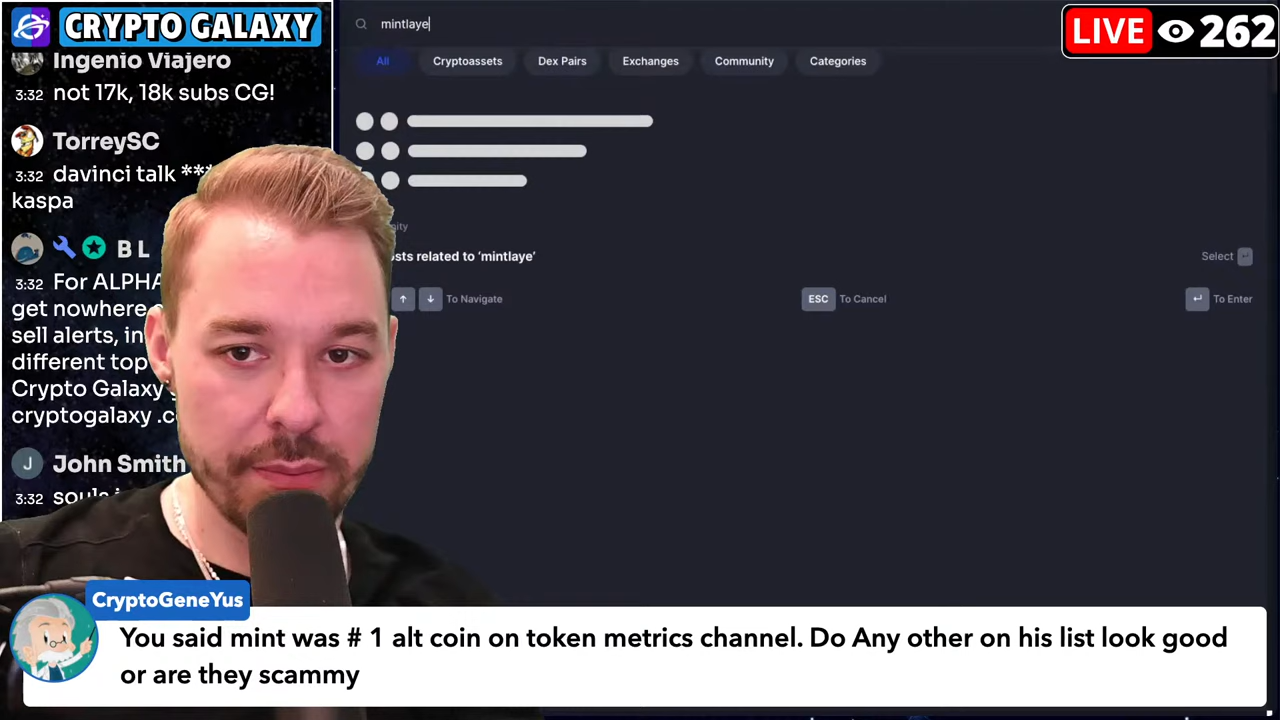 CRYPTO GALAXY
mintlaye
LIVE 262
All
Cryptoassets
Dex Pairs
Exchanges
Community
Categories
Ingenio Viajero
3:32 not 17k, 18k subs CG!
TorreySC
3:32 davinci talk ***
kaspa
B L
3:32 For ALPHA
get nowhere
sell alerts, in
different top
Crypto Galaxy
cryptogalaxy .c
J John Smith
3:32
related to ‘mintlaye’
Select
↑ ↓ To Navigate
ESC To Cancel
To Enter
CryptoGeneYus
You said mint was # 1 alt coin on token metrics channel. Do Any other on his list look good
or are they scammy